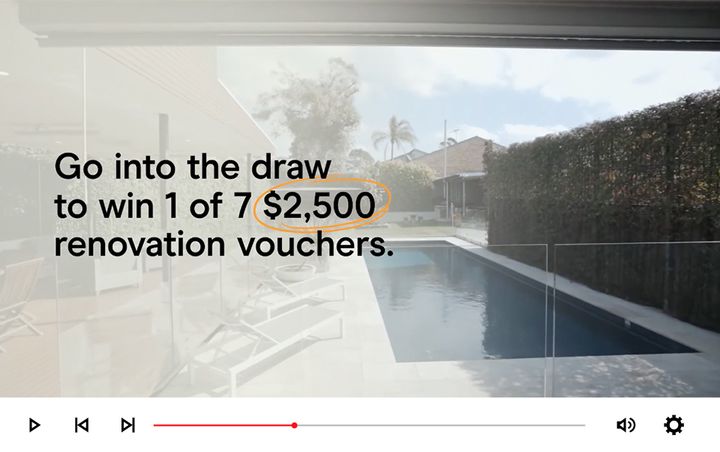 Go into the draw
to win 1 of 7 $2,500
renovation vouchers.